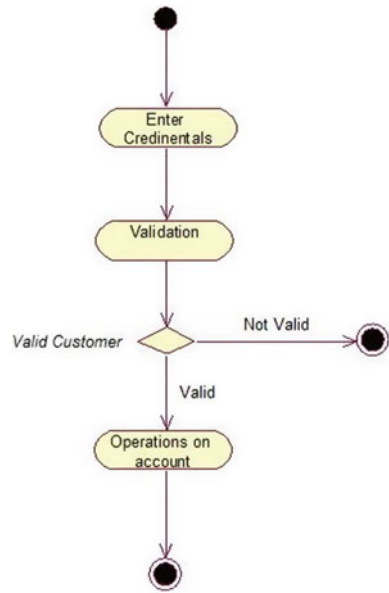 Enter
Credinentals
Validation
Valid Customer
Not Valid
Valid
Operations on
account